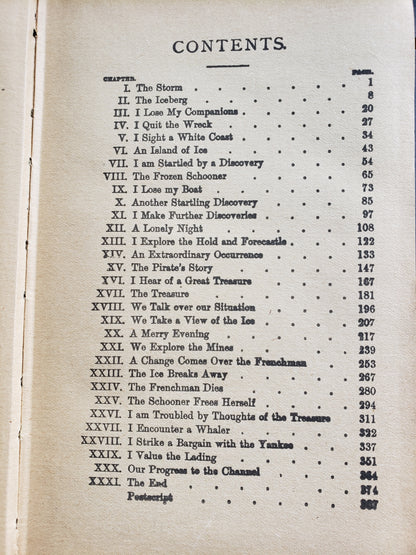 CONTENTS.
CHAPTER. PAGE.
I. The Storm . . . . . . 1
II. The Iceberg . . . . . . 8
III. I Lose My Companions . . . . . 20
IV. I Quit the Wreck . . . . . 27
V. I Sight a White Coast . . . . . 34
VI. An Island of Ice . . . . . 43
VII. I am Startled by a Discovery . . . . 54
VIII. The Frozen Schooner . . . . . 65
IX. I Lose my Boat . . . . . 73
X. Another Startling Discovery . . . . 85
XI. I Make Further Discoveries . . . . 97
XII. A Lonely Night . . . . . 108
XIII. I Explore the Hold and Forecastle . . . 122
XIV. An Extraordinary Occurrence . . . . 133
XV. The Pirate's Story . . . . . 147
XVI. I Hear of a Great Treasure . . . . 167
XVII. The Treasure . . . . . 181
XVIII. We Talk over our Situation . . . . 196
XIX. We Take a View of the Ice . . . . 207
XX. A Merry Evening . . . . . 217
XXI. We Explore the Mines . . . . . 239
XXII. A Change Comes Over the Frenchman . . . 253
XXIII. The Ice Breaks Away . . . . . 267
XXIV. The Frenchman Dies . . . . . 280
XXV. The Schooner Frees Herself . . . . 294
XXVI. I am Troubled by Thoughts of the Treasure . . 311
XXVII. I Encounter a Whaler . . . . . 322
XXVIII. I Strike a Bargain with the Yankee . . . 337
XXIX. I Value the Lading . . . . . 351
XXX. Our Progress to the Channel . . . . 364
XXXI. The End . . . . . 374
Postscript . . . . . 387